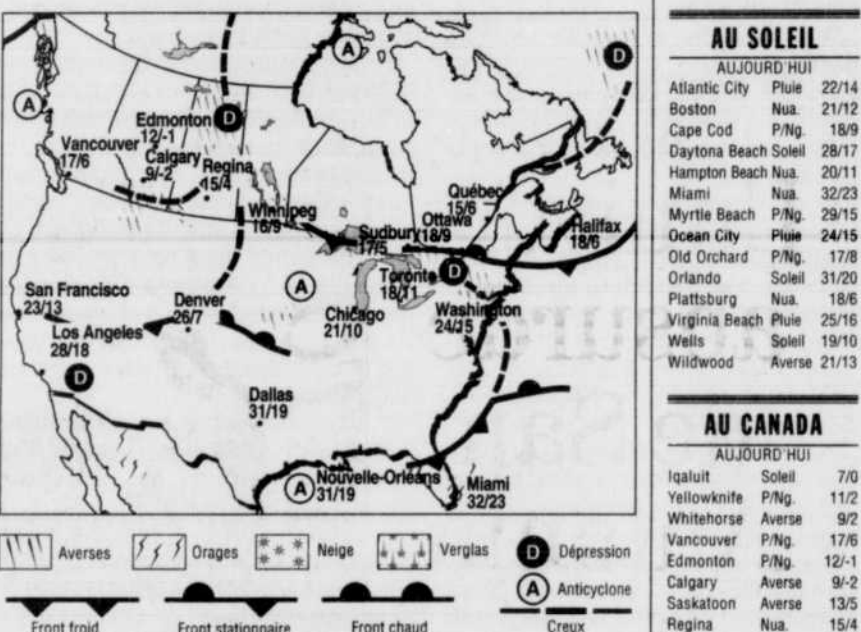 A
D
A
Edmonton
12/-1
D
Vancouver
17/6
Calgary
9/-2
Regina
15/4
Winnipeg
16/9
Sudbury
17/5
Ottawa
18/9
Québec
15/6
Halifax
18/6
A
Toronto
18/11
D
San Francisco
23/13
Denver
26/7
Chicago
21/10
Washington
24/15
Los Angeles
28/18
D
Dallas
31/19
A
Nouvelle-Orléans
31/19
Miami
32/23
Averses
Orages
Neige
Verglas
D Dépression
A Anticyclone
Front froid
Front stationnaire
Front chaud
Creux
AU SOLEIL
AUJOURD'HUI
Atlantic City Pluie 22/14
Boston Nua. 21/12
Cape Cod P/Ng. 18/9
Daytona Beach Soleil 28/17
Hampton Beach Nua. 20/11
Miami Nua. 32/23
Myrtle Beach P/Ng. 29/15
Ocean City Pluie 24/15
Old Orchard P/Ng. 17/8
Orlando Soleil 31/20
Plattsburg Nua. 18/6
Virginia Beach Pluie 25/16
Wells Soleil 19/10
Wildwood Averse 21/13
AU CANADA
AUJOURD'HUI
Iqaluit Soleil 7/0
Yellowknife P/Ng. 11/2
Whitehorse Averse 9/2
Vancouver P/Ng. 17/6
Edmonton P/Ng. 12/-1
Calgary Averse 9/-2
Saskatoon Averse 13/5
Regina Nua. 15/4